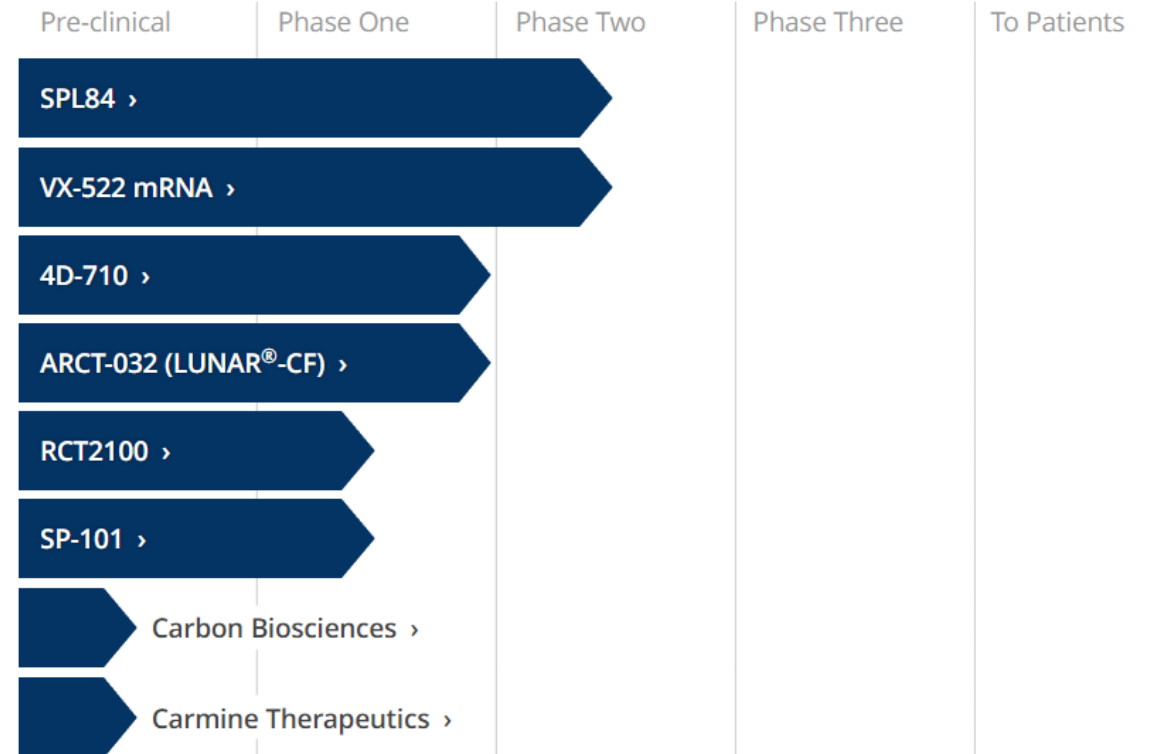 Pre-clinical Phase One Phase Two Phase Three To Patients
SPL84 ›
VX-522 mRNA ›
4D-710 ›
ARCT-032 (LUNAR®-CF) ›
RCT2100 ›
SP-101 ›
Carbon Biosciences ›
Carmine Therapeutics ›